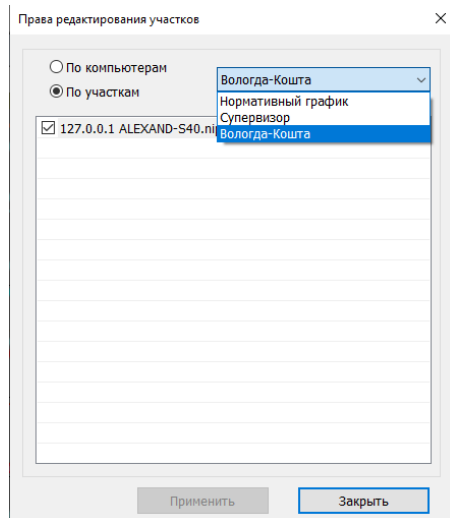 Права редактирования участков
По компьютерам
По участкам
Вологда-Кошта
Нормативный график
Супервизор
Вологда-Кошта
127.0.0.1 ALEXAND-S40.
Применить
Закрыть